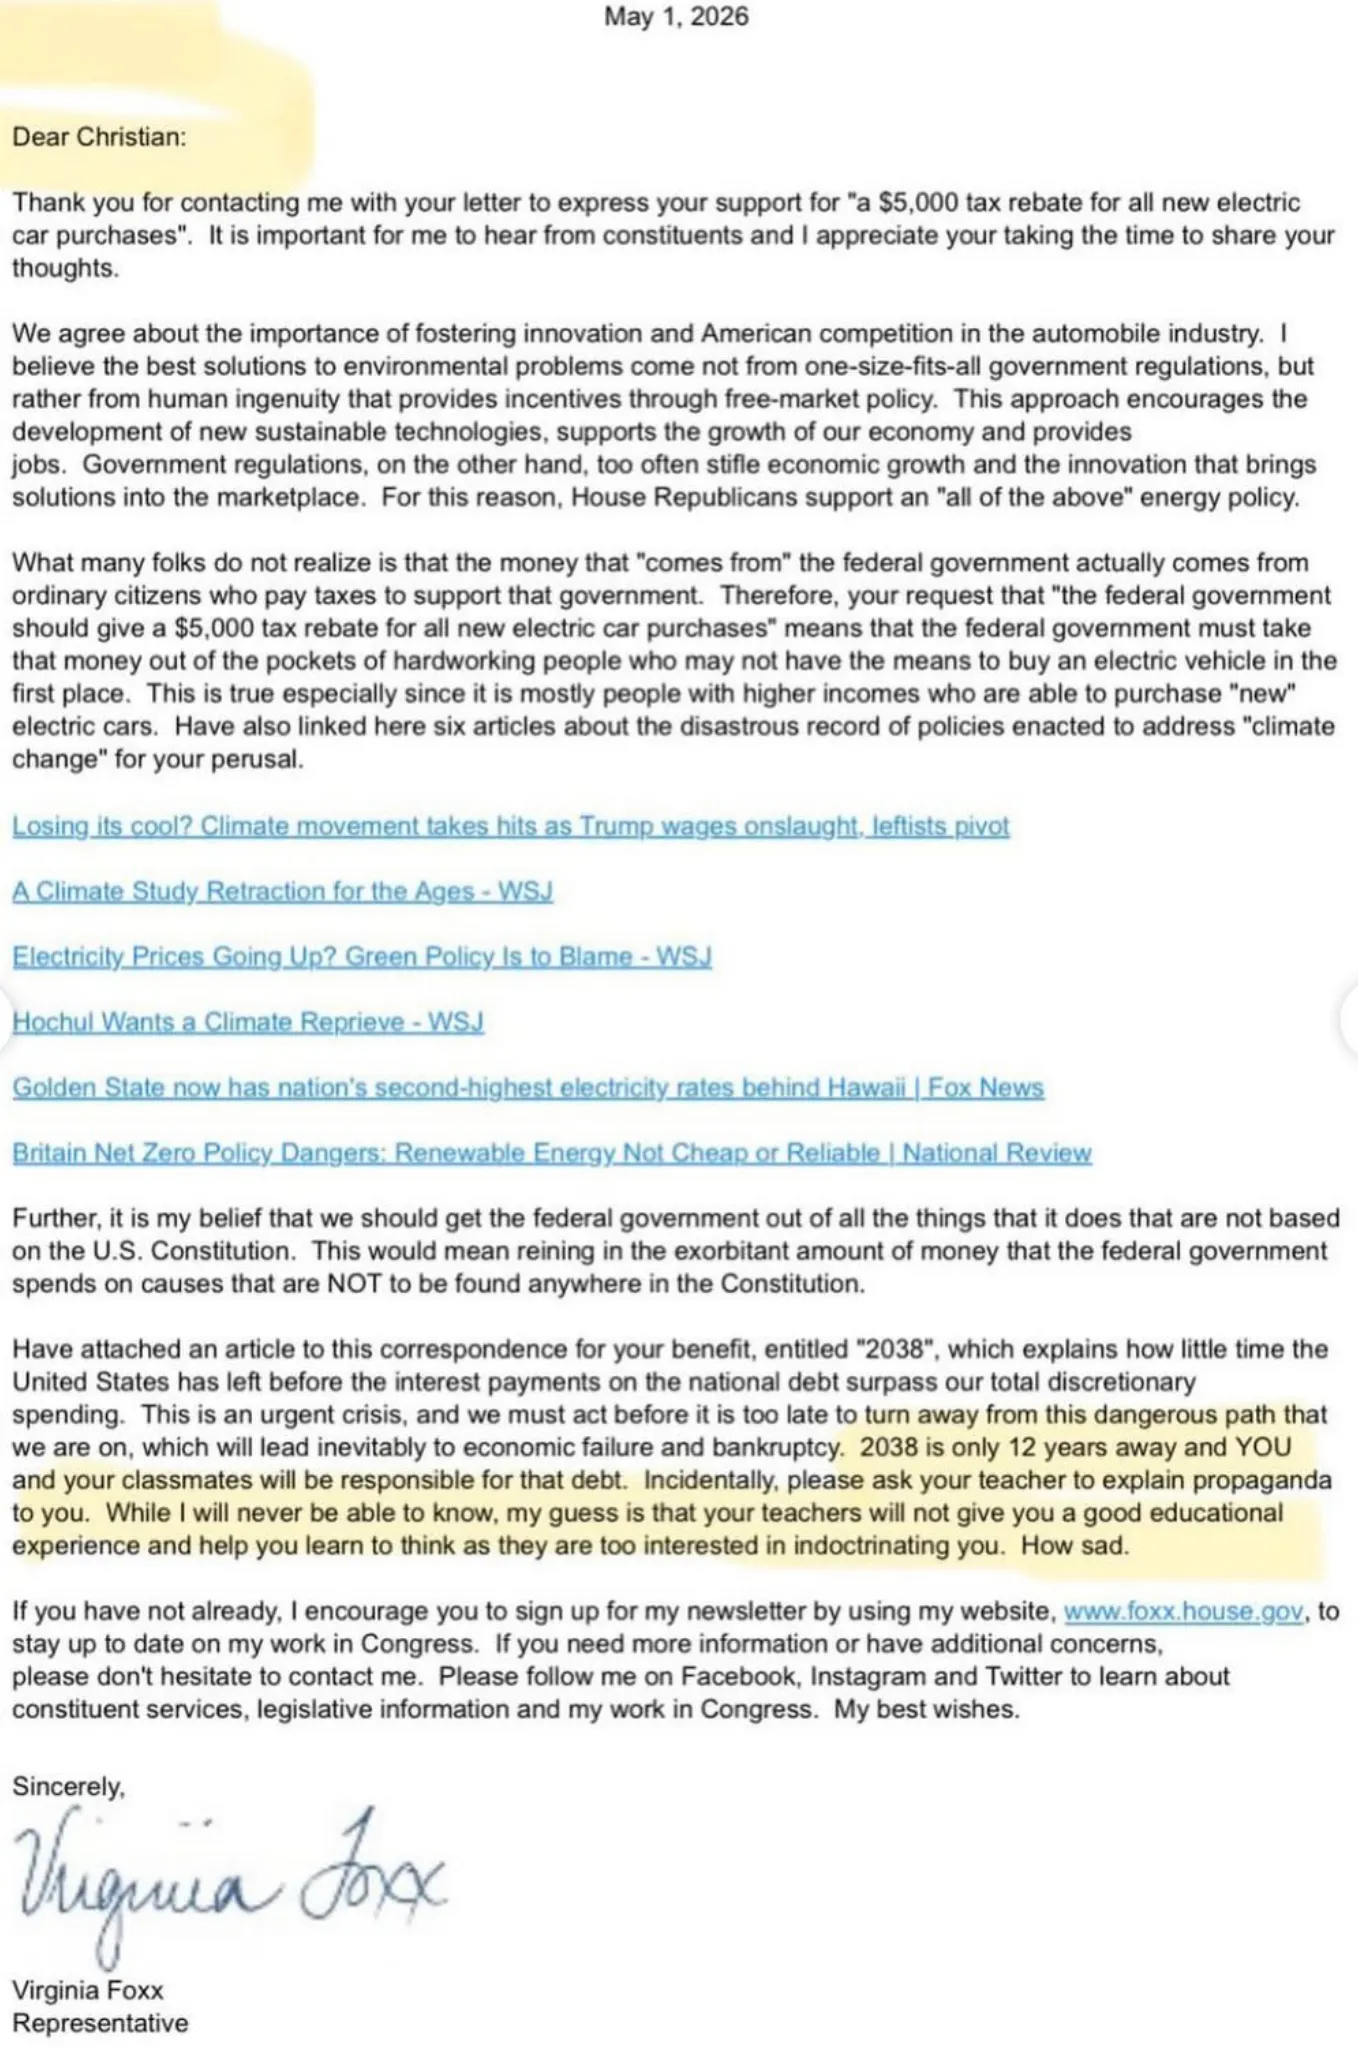 May 1, 2026
Dear Christian:
Thank you for contacting me with your letter to express your support for "a $5,000 tax rebate for all new electric
car purchases".  It is important for me to hear from constituents and I appreciate your taking the time to share your
thoughts.
We agree about the importance of fostering innovation and American competition in the automobile industry.  I
believe the best solutions to environmental problems come not from one-size-fits-all government regulations, but
rather from human ingenuity that provides incentives through free-market policy.  This approach encourages the
development of new sustainable technologies, supports the growth of our economy and provides
jobs.  Government regulations, on the other hand, too often stifle economic growth and the innovation that brings
solutions into the marketplace.  For this reason, House Republicans support an "all of the above" energy policy.
What many folks do not realize is that the money that "comes from" the federal government actually comes from
ordinary citizens who pay taxes to support that government.  Therefore, your request that "the federal government
should give a $5,000 tax rebate for all new electric car purchases" means that the federal government must take
that money out of the pockets of hardworking people who may not have the means to buy an electric vehicle in the
first place.  This is true especially since it is mostly people with higher incomes who are able to purchase "new"
electric cars.  Have also linked here six articles about the disastrous record of policies enacted to address "climate
change" for your perusal.
Losing its cool? Climate movement takes hits as Trump wages onslaught, leftists pivot
A Climate Study Retraction for the Ages - WSJ
Electricity Prices Going Up? Green Policy Is to Blame - WSJ
Hochul Wants a Climate Reprieve - WSJ
Golden State now has nation's second-highest electricity rates behind Hawaii | Fox News
Britain Net Zero Policy Dangers: Renewable Energy Not Cheap or Reliable | National Review
Further, it is my belief that we should get the federal government out of all the things that it does that are not based
on the U.S. Constitution.  This would mean reining in the exorbitant amount of money that the federal government
spends on causes that are NOT to be found anywhere in the Constitution.
Have attached an article to this correspondence for your benefit, entitled "2038", which explains how little time the
United States has left before the interest payments on the national debt surpass our total discretionary
spending.  This is an urgent crisis, and we must act before it is too late to turn away from this dangerous path that
we are on, which will lead inevitably to economic failure and bankruptcy.  2038 is only 12 years away and YOU
and your classmates will be responsible for that debt.  Incidentally, please ask your teacher to explain propaganda
to you.  While I will never be able to know, my guess is that your teachers will not give you a good educational
experience and help you learn to think as they are too interested in indoctrinating you.  How sad.
If you have not already, I encourage you to sign up for my newsletter by using my website, www.foxx.house.gov, to
stay up to date on my work in Congress.  If you need more information or have additional concerns,
please don't hesitate to contact me.  Please follow me on Facebook, Instagram and Twitter to learn about
constituent services, legislative information and my work in Congress.  My best wishes.
Sincerely,
Virginia Foxx
Virginia Foxx
Representative